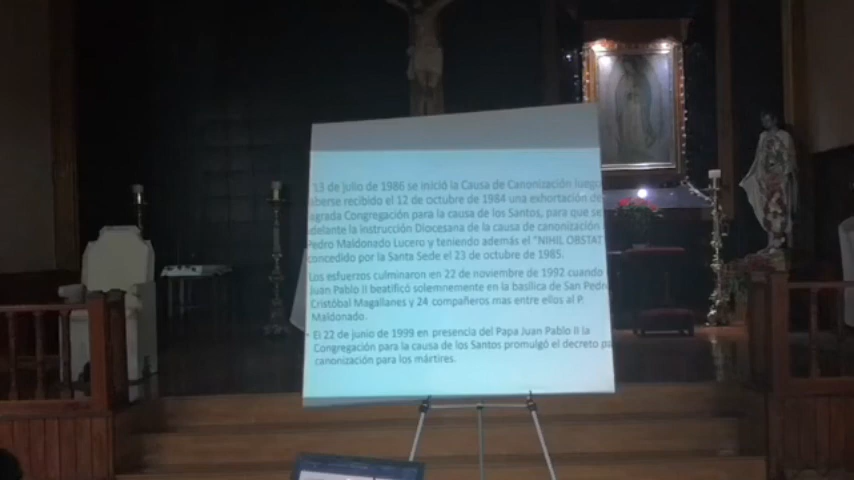 13 de julio de 1986 se inició la Causa de Canonización luego
aberse recibido el 12 de octubre de 1984 una exhortación de
agrada Congregación para la causa de los Santos, para que se
delante la instrucción Diocesana de la causa de canonización
Pedro Maldonado Lucero y teniendo además el "NIHIL OBSTAT
concedido por la Santa Sede el 23 de octubre de 1985.
Los esfuerzos culminaron en 22 de noviembre de 1992 cuando
Juan Pablo II beatificó solemnemente en la basílica de San Pedr
Cristóbal Magallanes y 24 compañeros mas entre ellos al P.
Maldonado.
• El 22 de junio de 1999 en presencia del Papa Juan Pablo II la
Congregación para la causa de los Santos promulgó el decreto pa
canonización para los mártires.